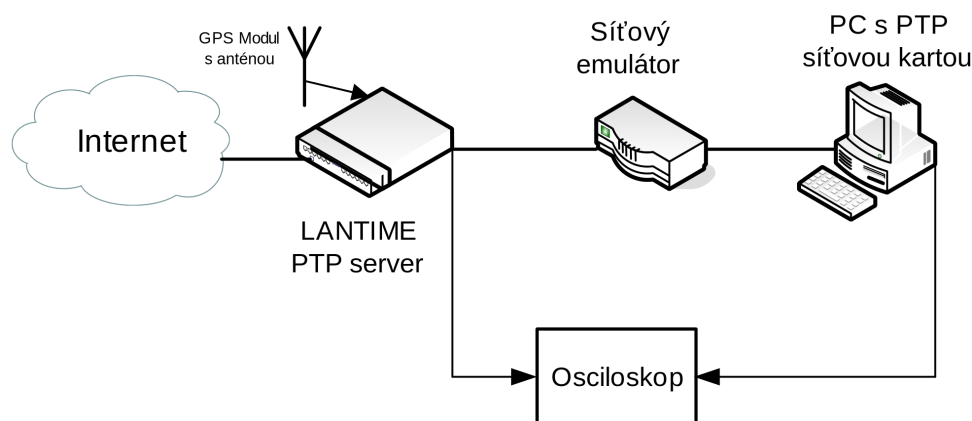 GPS Modul
s anténou
Internet
LANTIME
PTP server
Síťový
emulátor
PC s PTP
síťovou kartou
Osciloskop